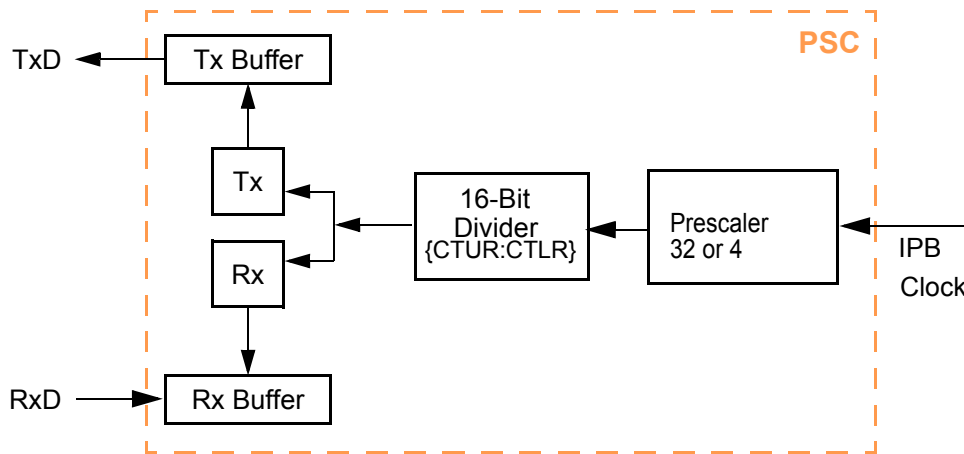 PSC
TxD
Tx Buffer
Tx
16-Bit
Divider
{CTUR:CTLR}
Prescaler
32 or 4
IPB
Clock
Rx
RxD
Rx Buffer